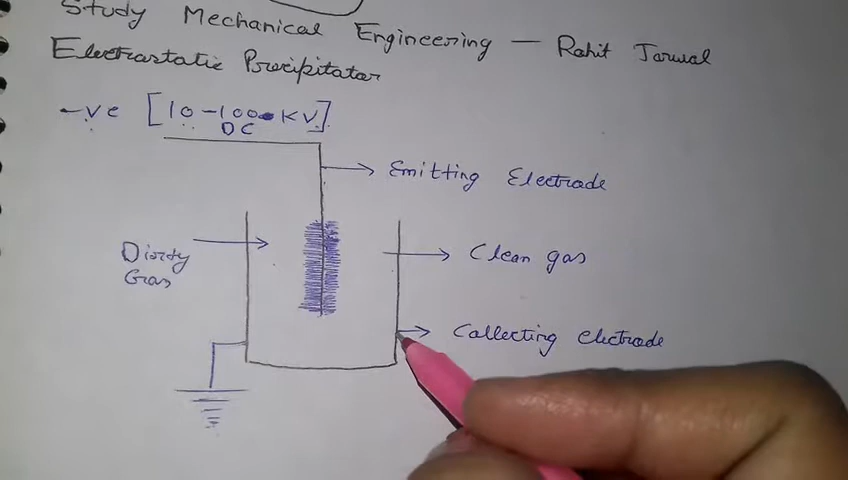 Study Mechanical Engineering — Rohit Jarwal
Electrostatic Precipitator
-ve [10-100 KV]
DC
Emitting Electrode
Dirty
Gas
Clean gas
Collecting electrode